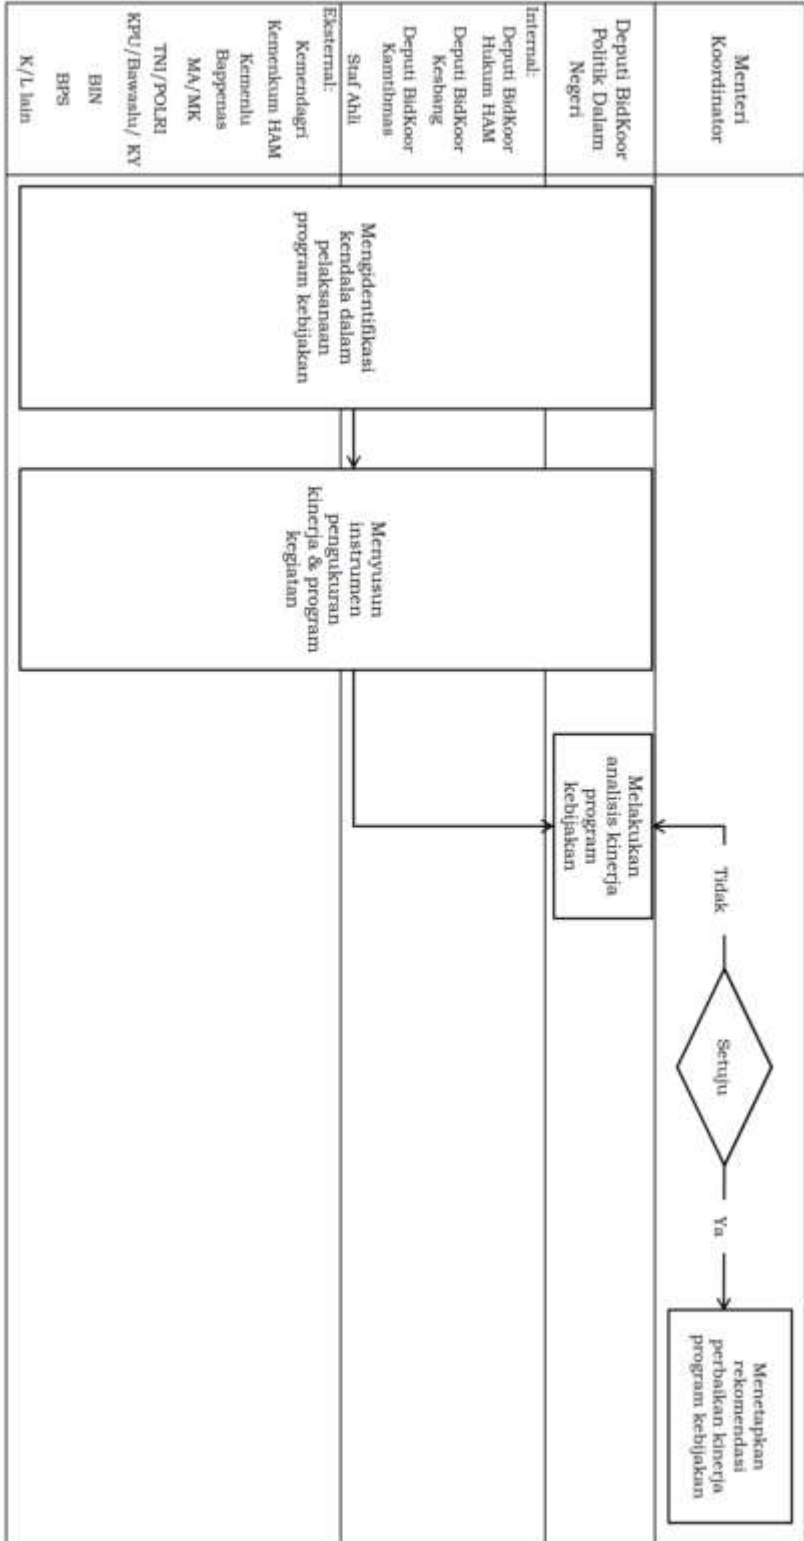 Menteri
Koordinator
Deputi BidKoor
Politik Dalam
Negeri
Internal:
Deputi BidKoor
Hukum HAM
Deputi BidKoor
Kesbang
Deputi BidKoor
Kamtibmas
Staf Ahli
Eksternal:
Kemendagri
Kemenkum HAM
Kemenlu
Bappenas
MA/MK
TNI/POLRI
KPU/Bawaslu/ KY
BIN
BPS
K/L lain
Mengidentifikasi
kendala dalam
pelaksanaan
program kebijakan
Menyusun
instrumen
pengukuran
kinerja & program
kegiatan
Melakukan
analisis kinerja
program
kebijakan
Tidak
Setuju
Ya
Menetapkan
rekomendasi
perbaikan kinerja
program kebijakan